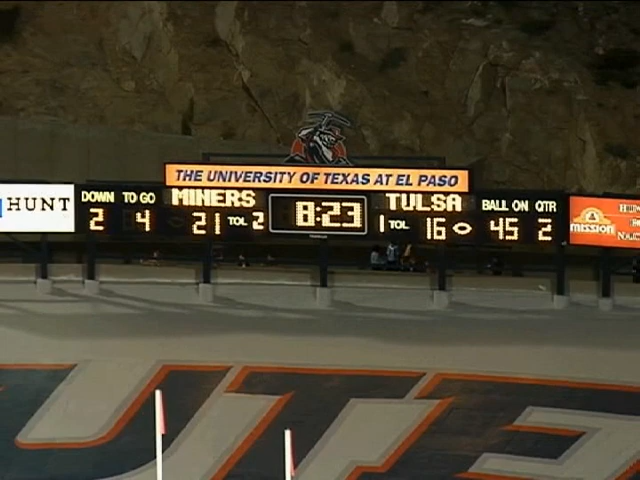 THE UNIVERSITY OF TEXAS AT EL PASO
HUNT
DOWN TO GO MINERS 8:23 TULSA BALL ON QTR
2 4 21 TOL 2 1 TOL 16 45 2
mission
UTE